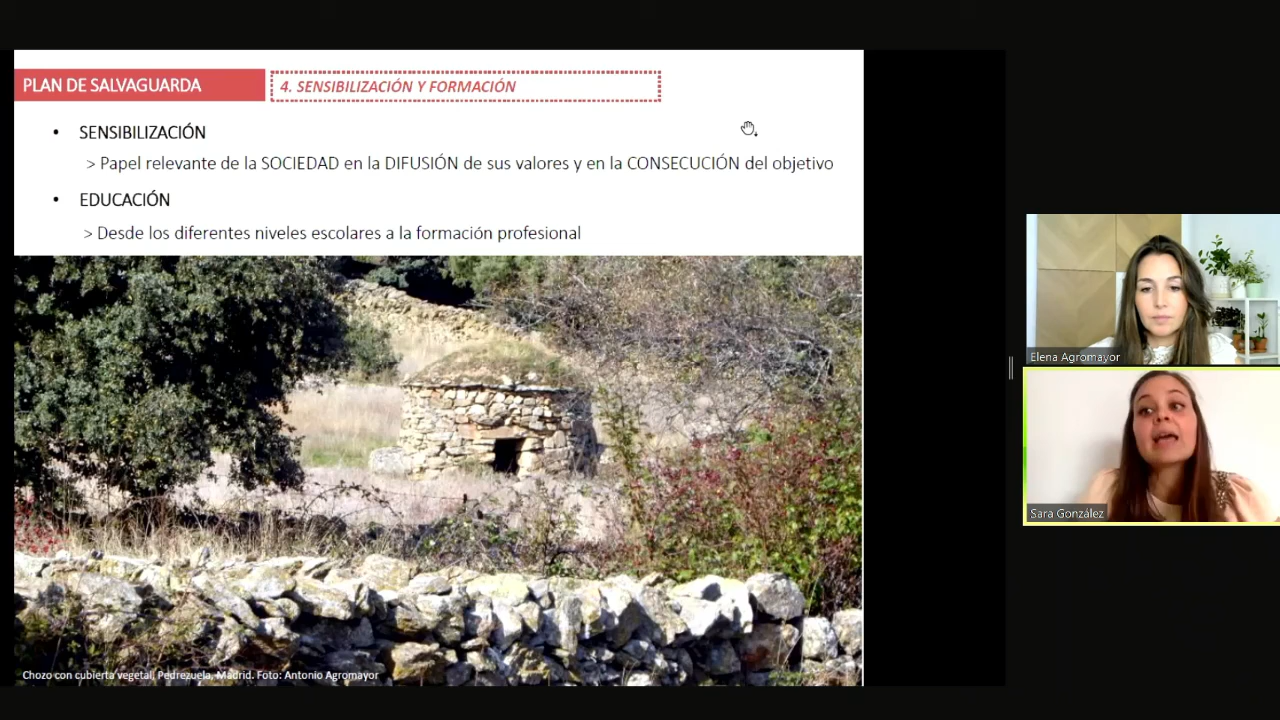 PLAN DE SALVAGUARDA
4. SENSIBILIZACIÓN Y FORMACIÓN
• SENSIBILIZACIÓN
> Papel relevante de la SOCIEDAD en la DIFUSIÓN de sus valores y en la CONSECUCIÓN del objetivo
• EDUCACIÓN
> Desde los diferentes niveles escolares a la formación profesional
Chozo con cubierta vegetal, Pedrezuela, Madrid. Foto: Antonio Agromayor
Elena Agromayor
Sara González